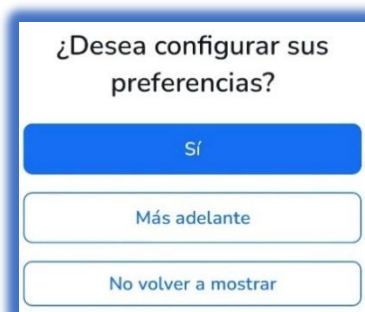 ¿Desea configurar sus
preferencias?
Sí
Más adelante
No volver a mostrar